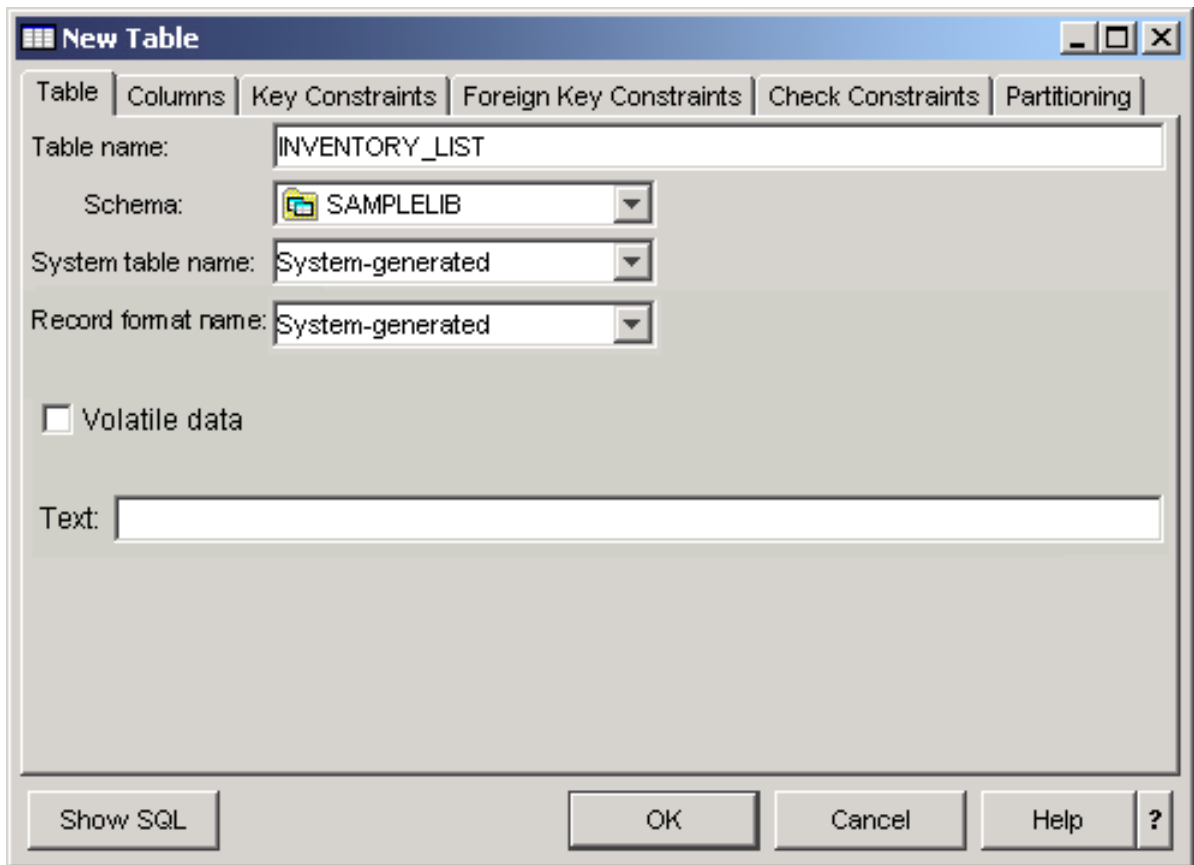 New Table
Table Columns Key Constraints Foreign Key Constraints Check Constraints Partitioning
Table name: INVENTORY_LIST
Schema: SAMPLELIB
System table name: System-generated
Record format name: System-generated
Volatile data
Text:
Show SQL OK Cancel Help ?